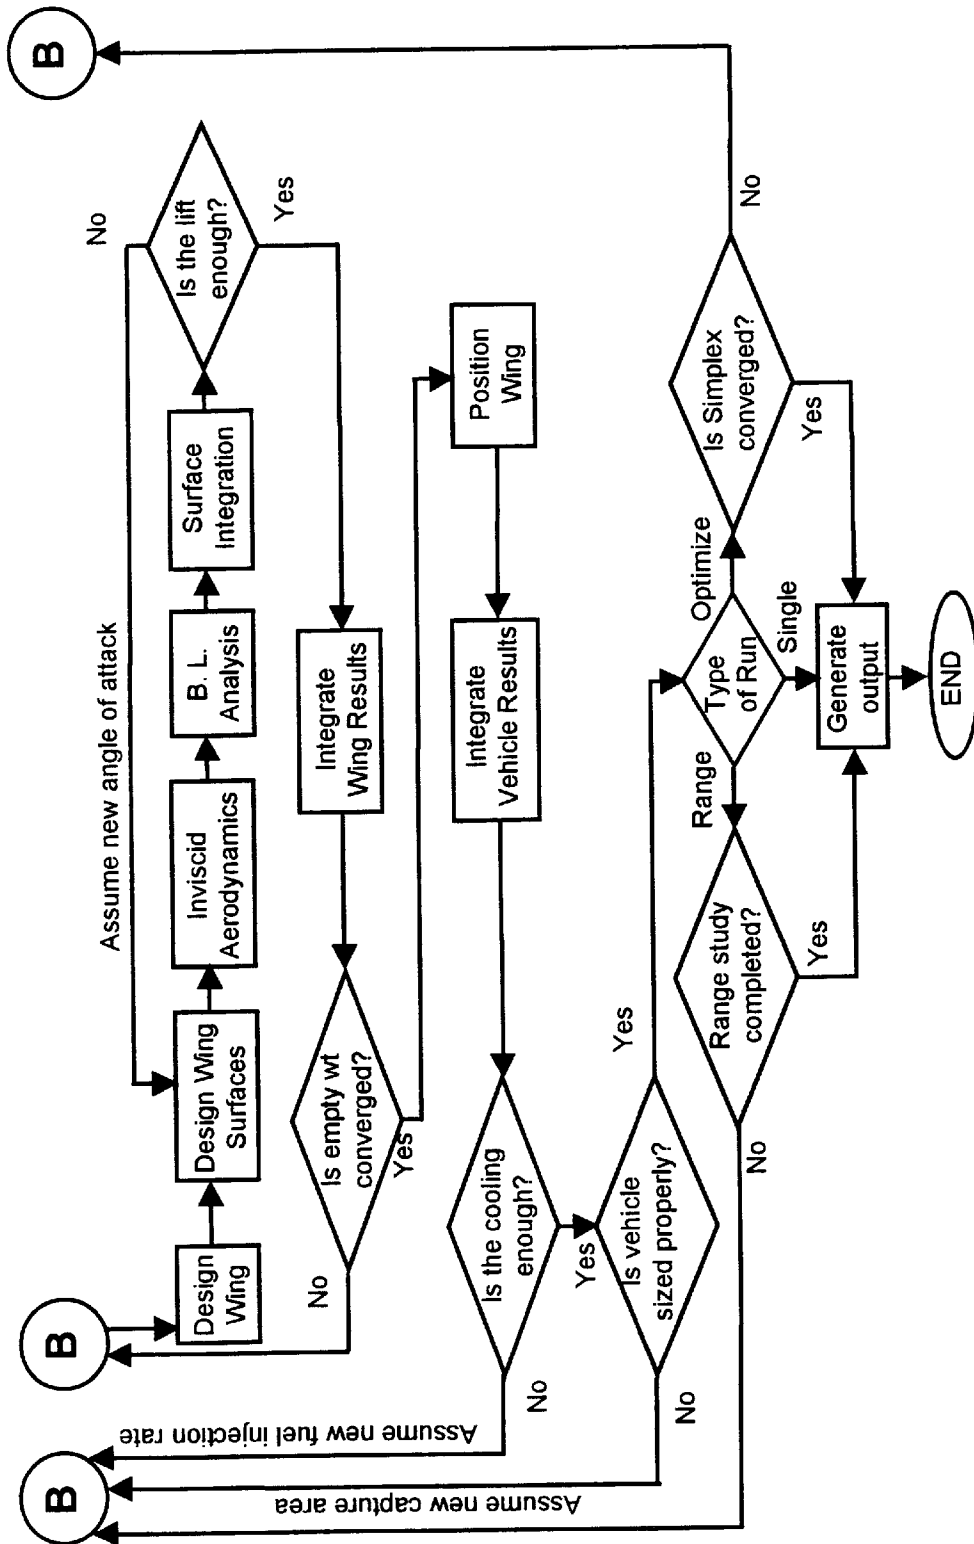 B
Design
Wing
Design Wing
Surfaces
Inviscid
Aerodynamics
B. L.
Analysis
Surface
Integration
Is the lift
enough?
No
Assume new angle of attack
Yes
Integrate
Wing Results
Is empty wt
converged?
No
Yes
Position
Wing
Integrate
Vehicle Results
Is the cooling
enough?
No
Assume new fuel injection rate
B
Yes
Is vehicle
sized properly?
No
Assume new capture area
Yes
Type
of Run
Range
Optimize
Single
Range study
completed?
No
Yes
Is Simplex
converged?
No
B
Yes
Generate
output
END